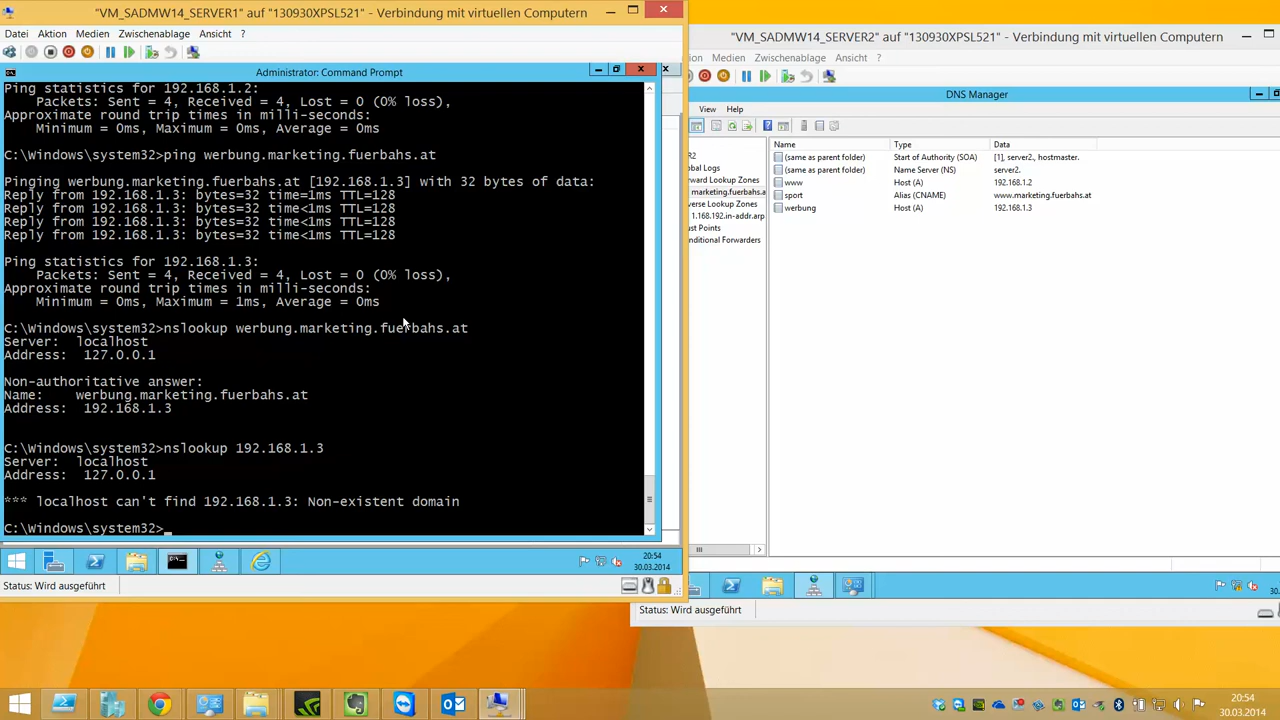 "VM_SADMW14_SERVER1" auf "130930XPSL521" - Verbindung mit virtuellen Computern
Datei Aktion Medien Zwischenablage Ansicht ?
Administrator: Command Prompt
Ping statistics for 192.168.1.2:
Packets: Sent = 4, Received = 4, Lost = 0 (0% loss),
Approximate round trip times in milli-seconds:
Minimum = 0ms, Maximum = 0ms, Average = 0ms
C:\Windows\system32>ping werbung.marketing.fuerbahs.at
Pinging werbung.marketing.fuerbahs.at [192.168.1.3] with 32 bytes of data:
Reply from 192.168.1.3: bytes=32 time=1ms TTL=128
Reply from 192.168.1.3: bytes=32 time<1ms TTL=128
Reply from 192.168.1.3: bytes=32 time<1ms TTL=128
Reply from 192.168.1.3: bytes=32 time<1ms TTL=128
Ping statistics for 192.168.1.3:
Packets: Sent = 4, Received = 4, Lost = 0 (0% loss),
Approximate round trip times in milli-seconds:
Minimum = 0ms, Maximum = 1ms, Average = 0ms
C:\Windows\system32>nslookup werbung.marketing.fuerbahs.at
Server: localhost
Address: 127.0.0.1
Non-authoritative answer:
Name: werbung.marketing.fuerbahs.at
Address: 192.168.1.3
C:\Windows\system32>nslookup 192.168.1.3
Server: localhost
Address: 127.0.0.1
*** localhost can't find 192.168.1.3: Non-existent domain
C:\Windows\system32>_
20:54
30.03.2014
Status: Wird ausgeführt
"VM_SADMW14_SERVER2" auf "130930XPSL521" - Verbindung mit virtuellen Computern
ion Medien Zwischenablage Ansicht ?
DNS Manager
View Help
R2
obal Logs
ward Lookup Zones
marketing.fuerbahs.a
verse Lookup Zones
1.168.192.in-addr.arp
ust Points
onditional Forwarders
Name Type Data
(same as parent folder) Start of Authority (SOA) [1], server2., hostmaster.
(same as parent folder) Name Server (NS) server2.
www Host (A) 192.168.1.2
sport Alias (CNAME) www.marketing.fuerbahs.at
werbung Host (A) 192.168.1.3
30.
Status: Wird ausgeführt
20:54
30.03.2014